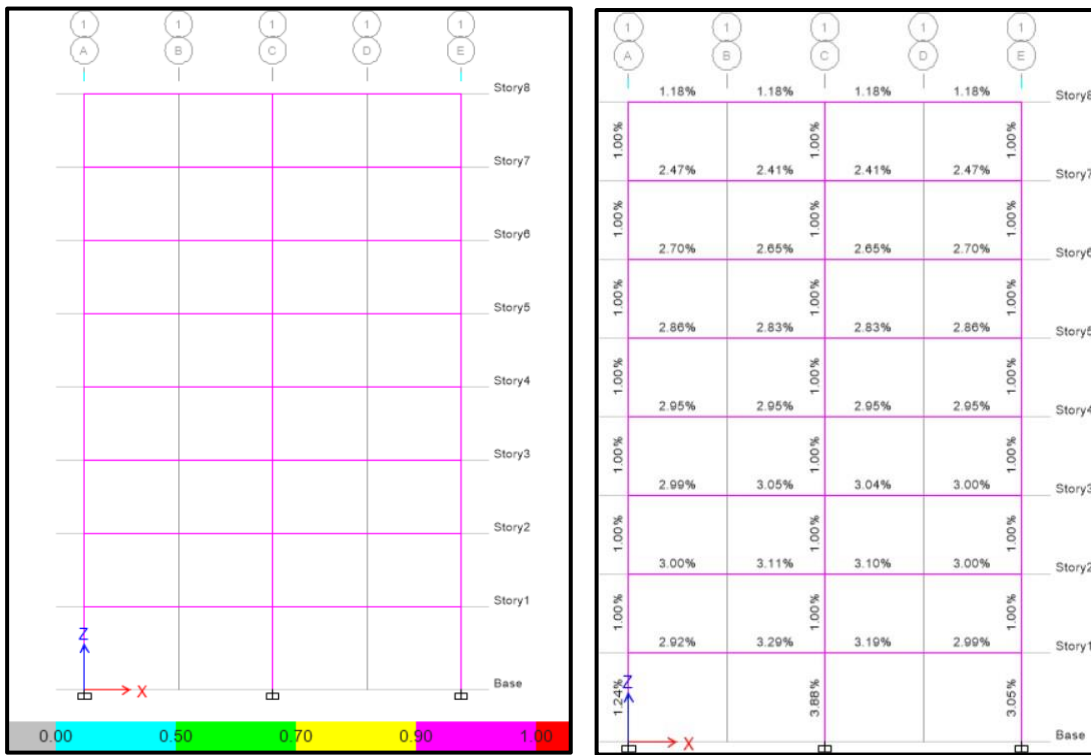 1 1 1 1 1
A B C D E
Story8
Story7
Story6
Story5
Story4
Story3
Story2
Story1
Z
X
Base
0.00 0.50 0.70 0.90 1.00
1 1 1 1 1
A B C D E
1.18% 1.18% 1.18% 1.18% Story8
1.00% 1.00% 1.00%
2.47% 2.41% 2.41% 2.47% Story7
1.00% 1.00% 1.00%
2.70% 2.65% 2.65% 2.70% Story6
1.00% 1.00% 1.00%
2.86% 2.83% 2.83% 2.86% Story5
1.00% 1.00% 1.00%
2.95% 2.95% 2.95% 2.95% Story4
1.00% 1.00% 1.00%
2.99% 3.05% 3.04% 3.00% Story3
1.00% 1.00% 1.00%
3.00% 3.11% 3.10% 3.00% Story2
1.00% 1.00% 1.00%
2.92% 3.29% 3.19% 2.99% Story1
Z
1.24% 3.88% 3.05%
X
Base